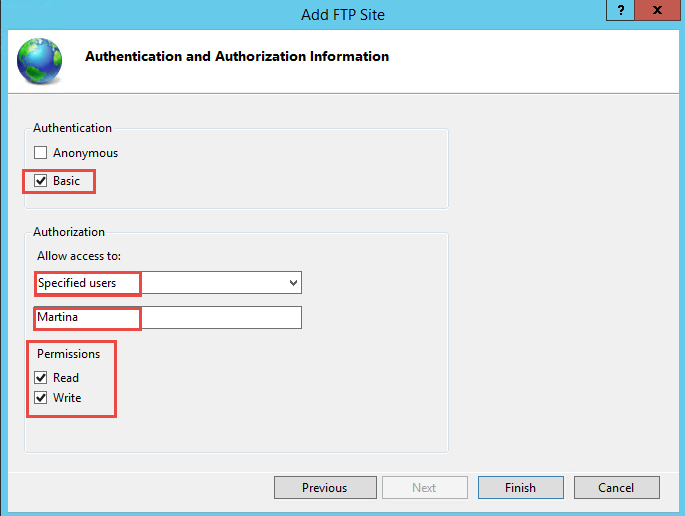 Add FTP Site
? x
Authentication and Authorization Information
Authentication
Anonymous
Basic
Authorization
Allow access to:
Specified users
Martina
Permissions
Read
Write
Previous Next Finish Cancel